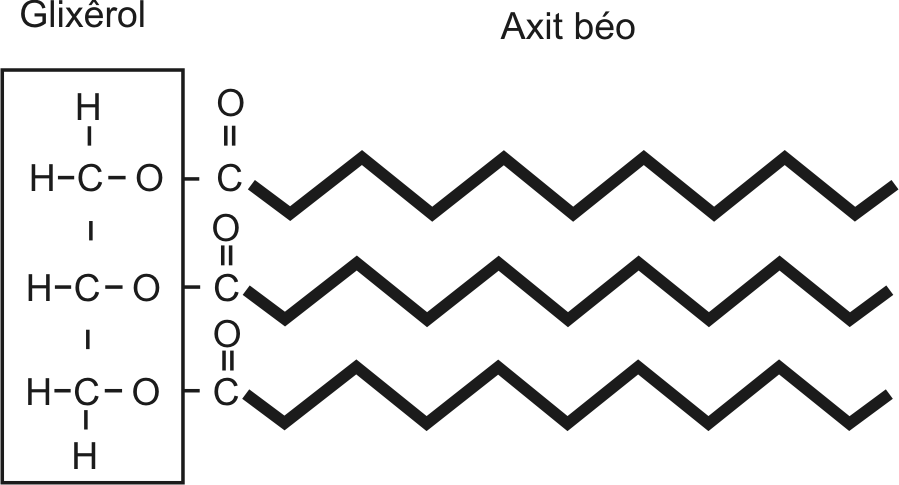 Glixêrol
Axit béo
H
O
H–C–O–C
O
H–C–O–C
O
H–C–O–C
H